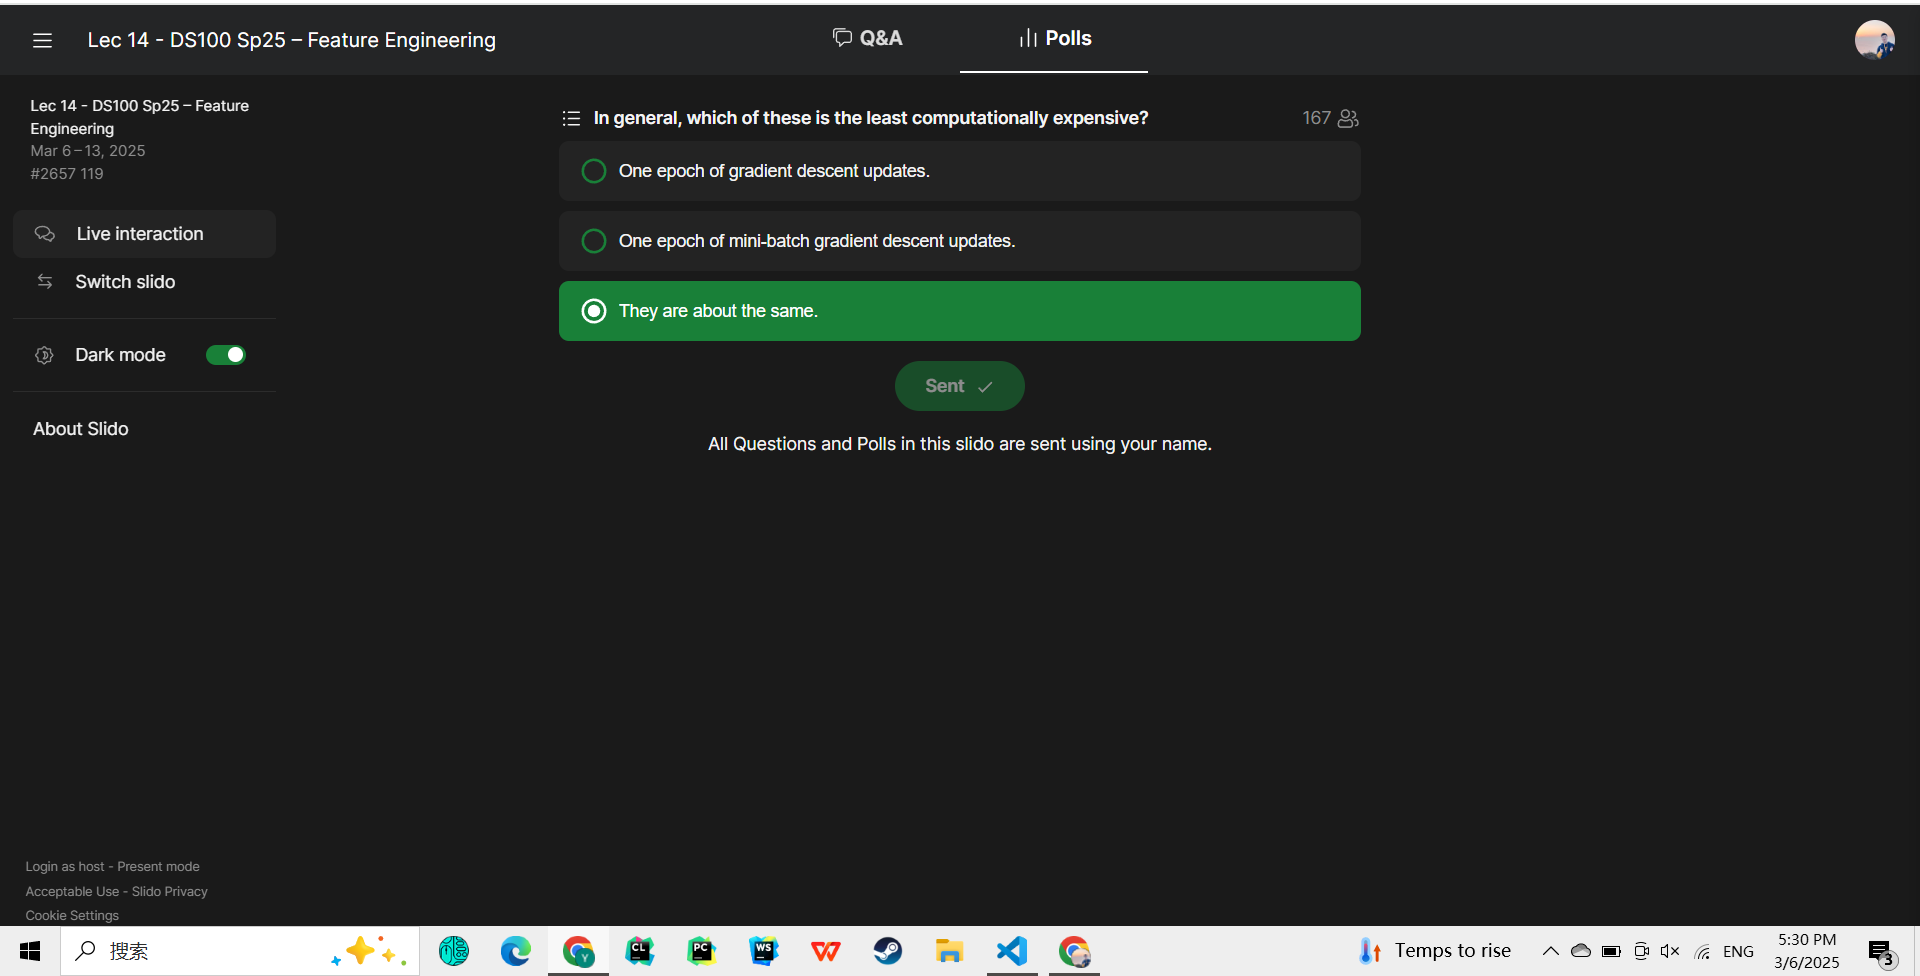 Lec 14 - DS100 Sp25 – Feature Engineering
Q&A
Polls
Lec 14 - DS100 Sp25 – Feature
Engineering
Mar 6 – 13, 2025
#2657 119
Live interaction
Switch slido
Dark mode
About Slido
In general, which of these is the least computationally expensive?
167
One epoch of gradient descent updates.
One epoch of mini-batch gradient descent updates.
They are about the same.
Sent
All Questions and Polls in this slido are sent using your name.
Login as host - Present mode
Acceptable Use - Slido Privacy
Cookie Settings
搜索
Y
CL
PC
WS
Temps to rise
ENG
5:30 PM
3/6/2025
3